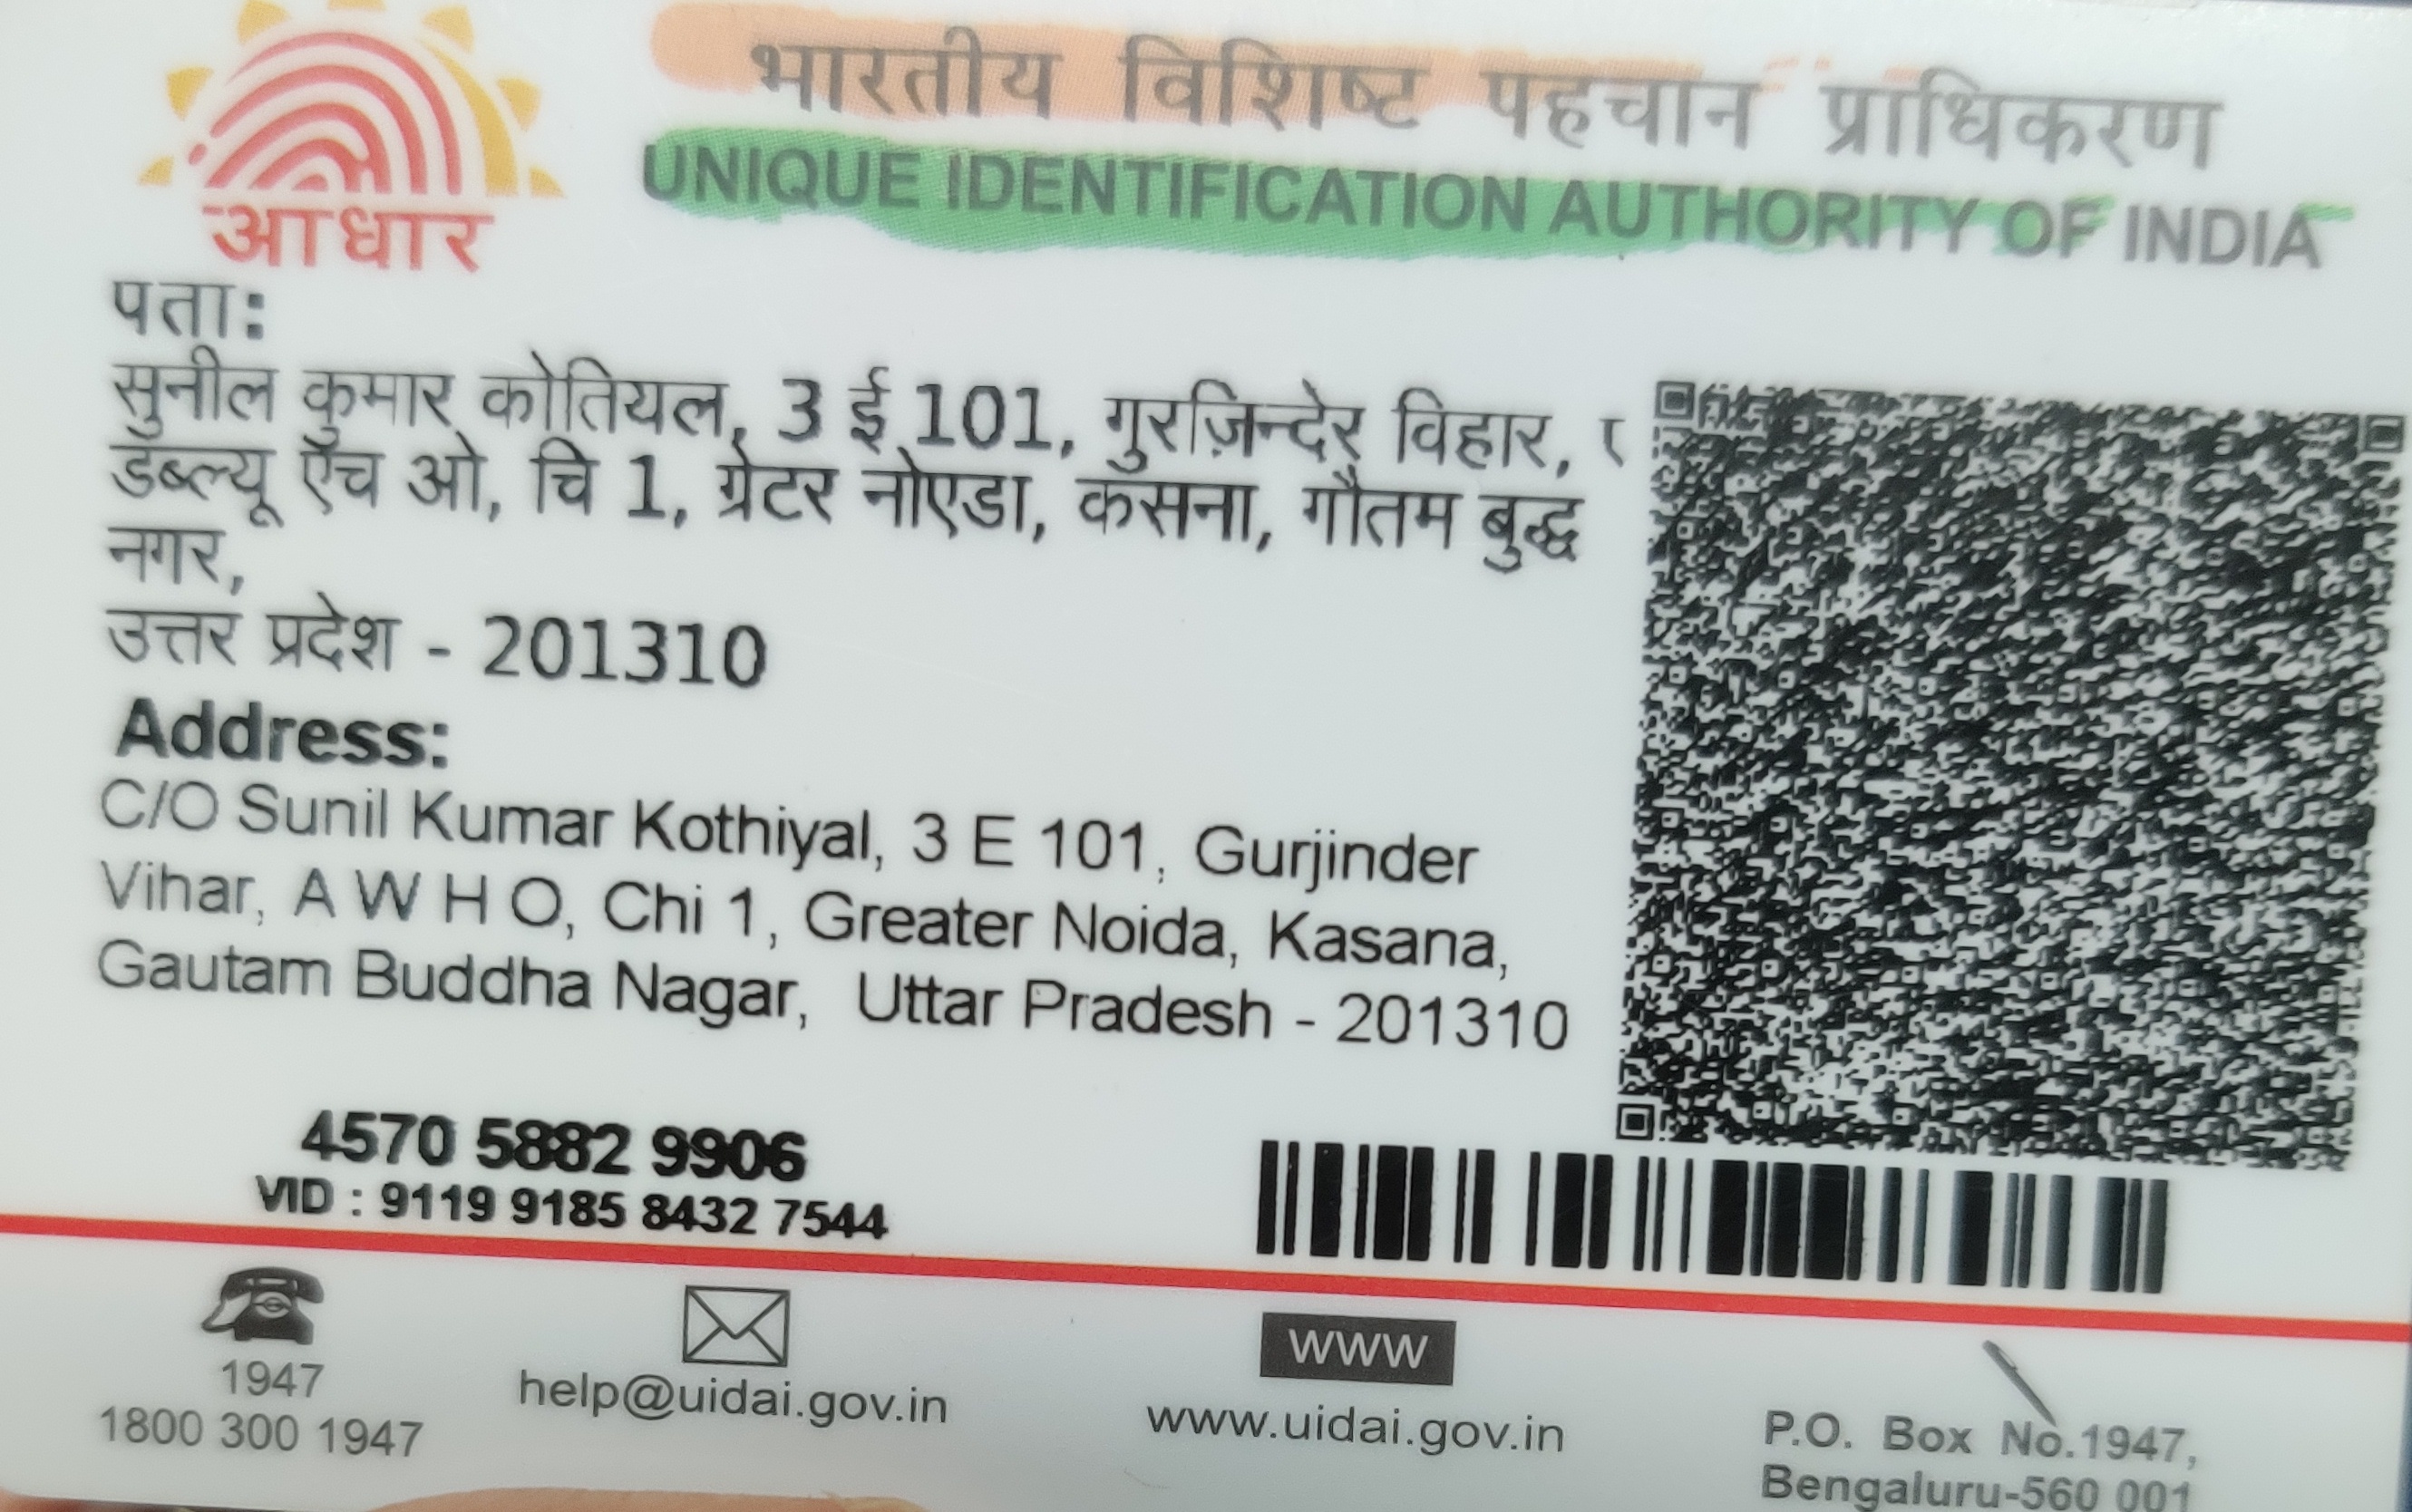 भारतीय विशिष्ट पहचान प्राधिकरण
UNIQUE IDENTIFICATION AUTHORITY OF INDIA
आधार
पता:
सुनील कुमार कोतियल, 3 ई 101, गुरज़िन्देर विहार,
डब्ल्यू ऍच ओ, चि 1, ग्रेटर नोएडा, कसना, गौतम बुद्ध
नगर,
उत्तर प्रदेश - 201310
Address:
C/O Sunil Kumar Kothiyal, 3 E 101, Gurjinder
Vihar, A W H O, Chi 1, Greater Noida, Kasana,
Gautam Buddha Nagar, Uttar Pradesh - 201310
4570 5882 9906
VID : 9119 9185 8432 7544
1947
1800 300 1947
help@uidai.gov.in
www
www.uidai.gov.in
P.O. Box No.1947,
Bengaluru-560 001